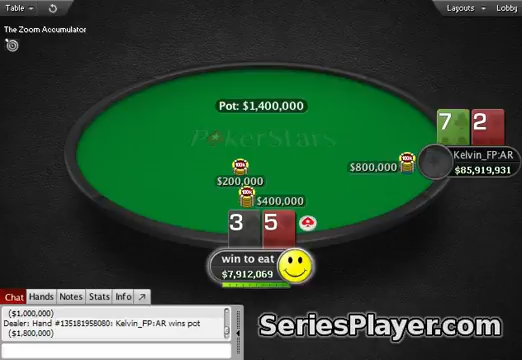 Table
Layouts
Lobby
The Zoom Accumulator
Pot: $1,400,000
PokerStars
7 2
Kelvin_FP:AR
$85,919,931
$800,000
$200,000
$400,000
3 5
win to eat
$7,912,069
Chat Hands Notes Stats Info
($1,000,000)
Dealer: Hand #135181958080: Kelvin_FP:AR wins pot
($1,800,000)
SeriesPlayer.com